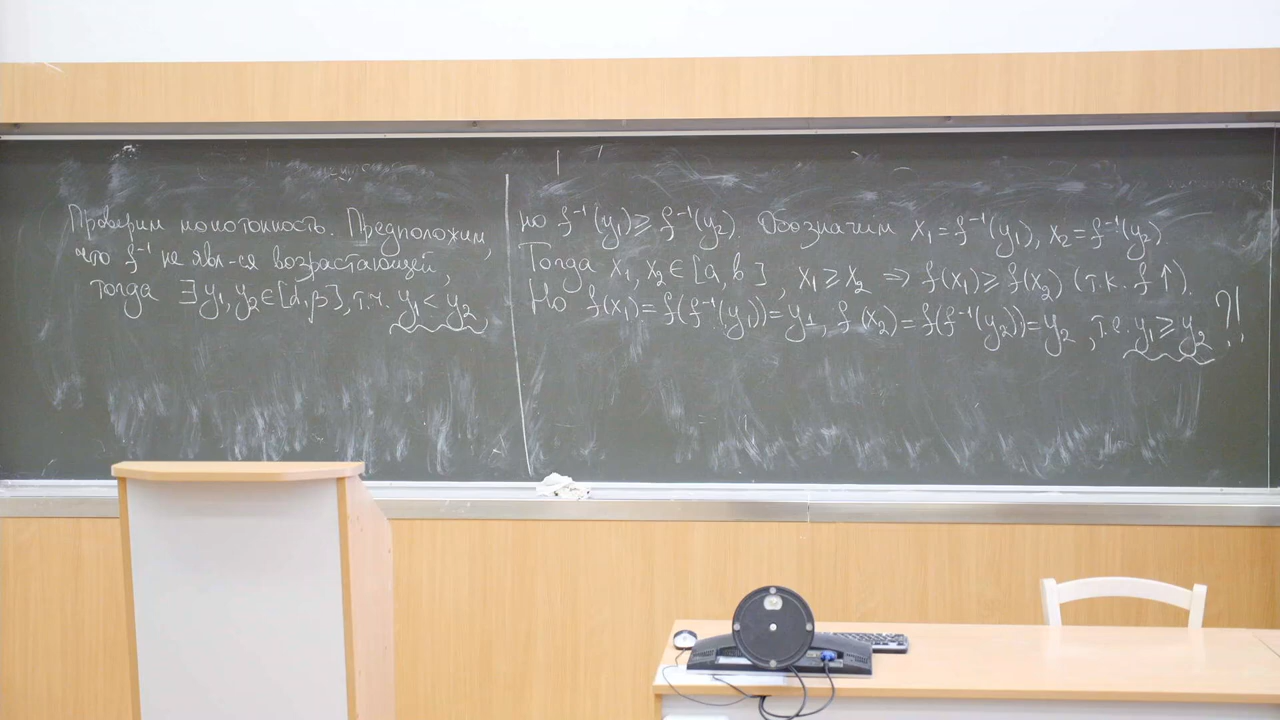 Проверим монотонность. Предположим,
что f⁻¹ не явл-ся возрастающей,
тогда ∃ y₁, y₂ ∈ [α, β], т.ч. y₁ < y₂
но f⁻¹(y₁) ⩾ f⁻¹(y₂). Обозначим x₁ = f⁻¹(y₁), x₂ = f⁻¹(y₂).
Тогда x₁, x₂ ∈ [a, b], x₁ ⩾ x₂ ⇒ f(x₁) ⩾ f(x₂) (т.к. f ↑).
Но f(x₁) = f(f⁻¹(y₁)) = y₁, f(x₂) = f(f⁻¹(y₂)) = y₂, т.е. y₁ ⩾ y₂ ?!